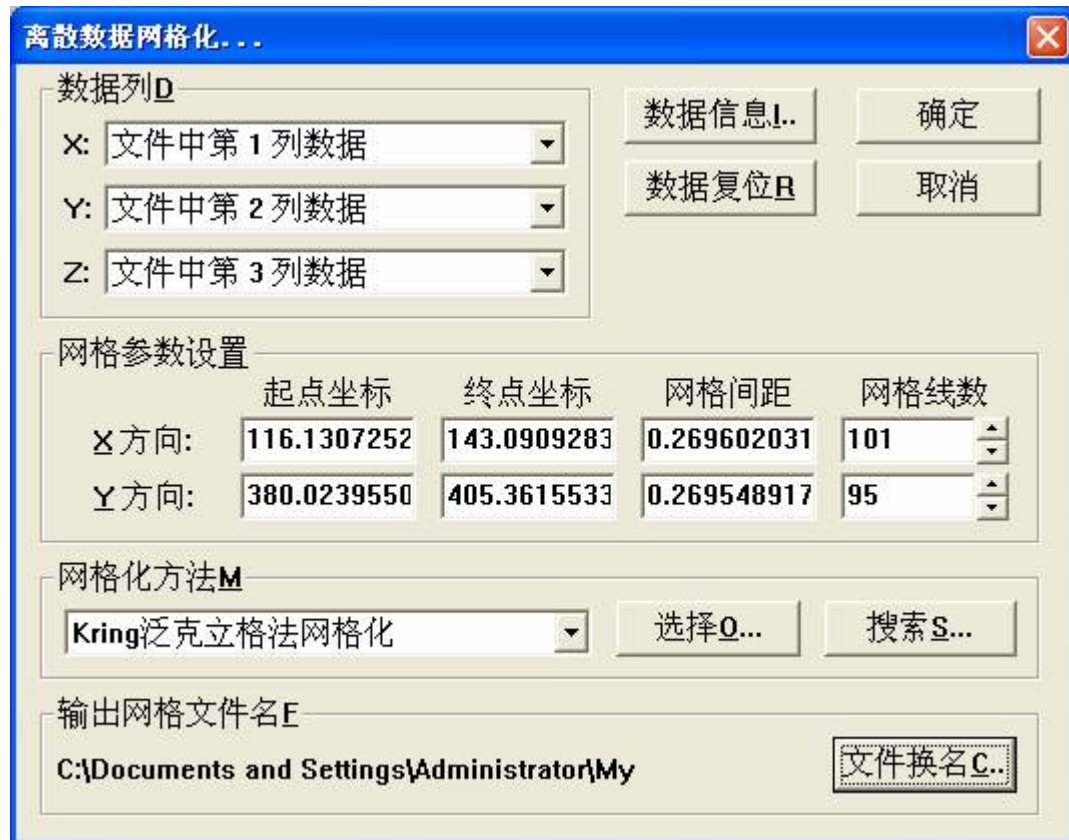 离散数据网格化...
数据列D
X: 文件中第 1 列数据
Y: 文件中第 2 列数据
Z: 文件中第 3 列数据
数据信息I..
确定
数据复位R
取消
网格参数设置
起点坐标 终点坐标 网格间距 网格线数
X方向: 116.1307252 143.0909283 0.269602031 101
Y方向: 380.0239550 405.3615533 0.269548917 95
网格化方法M
Kring泛克立格法网格化
选择O...
搜索S...
输出网格文件名F
C:\Documents and Settings\Administrator\My
文件换名C..